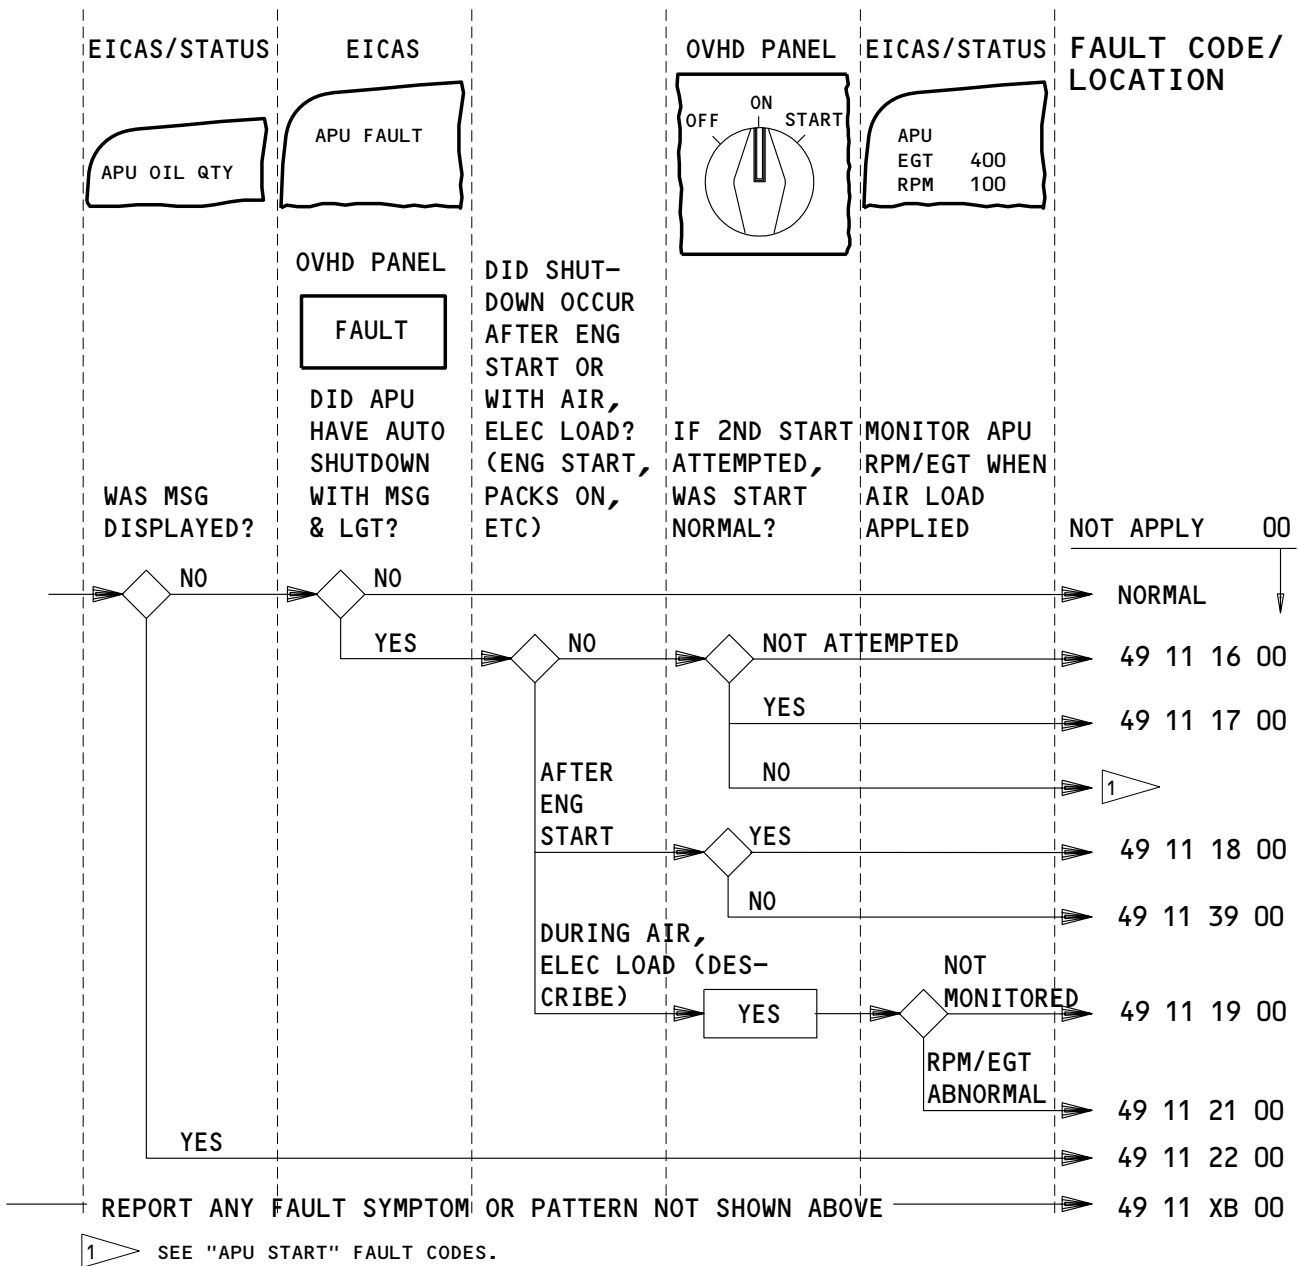 EICAS/STATUS
APU OIL QTY
WAS MSG
DISPLAYED?
EICAS
APU FAULT
OVHD PANEL
FAULT
DID APU
HAVE AUTO
SHUTDOWN
WITH MSG
& LGT?
DID SHUT-
DOWN OCCUR
AFTER ENG
START OR
WITH AIR,
ELEC LOAD?
(ENG START,
PACKS ON,
ETC)
OVHD PANEL
OFF
ON
START
IF 2ND START
ATTEMPTED,
WAS START
NORMAL?
EICAS/STATUS
APU
EGT 400
RPM 100
MONITOR APU
RPM/EGT WHEN
AIR LOAD
APPLIED
FAULT CODE/
LOCATION
NOT APPLY 00
NO
NO
NORMAL
YES
NO
NOT ATTEMPTED
49 11 16 00
YES
49 11 17 00
NO
1
AFTER
ENG
START
YES
49 11 18 00
NO
49 11 39 00
DURING AIR,
ELEC LOAD (DES-
CRIBE)
YES
NOT
MONITORED
49 11 19 00
RPM/EGT
ABNORMAL
49 11 21 00
YES
49 11 22 00
REPORT ANY FAULT SYMPTOM OR PATTERN NOT SHOWN ABOVE
49 11 XB 00
1 SEE "APU START" FAULT CODES.